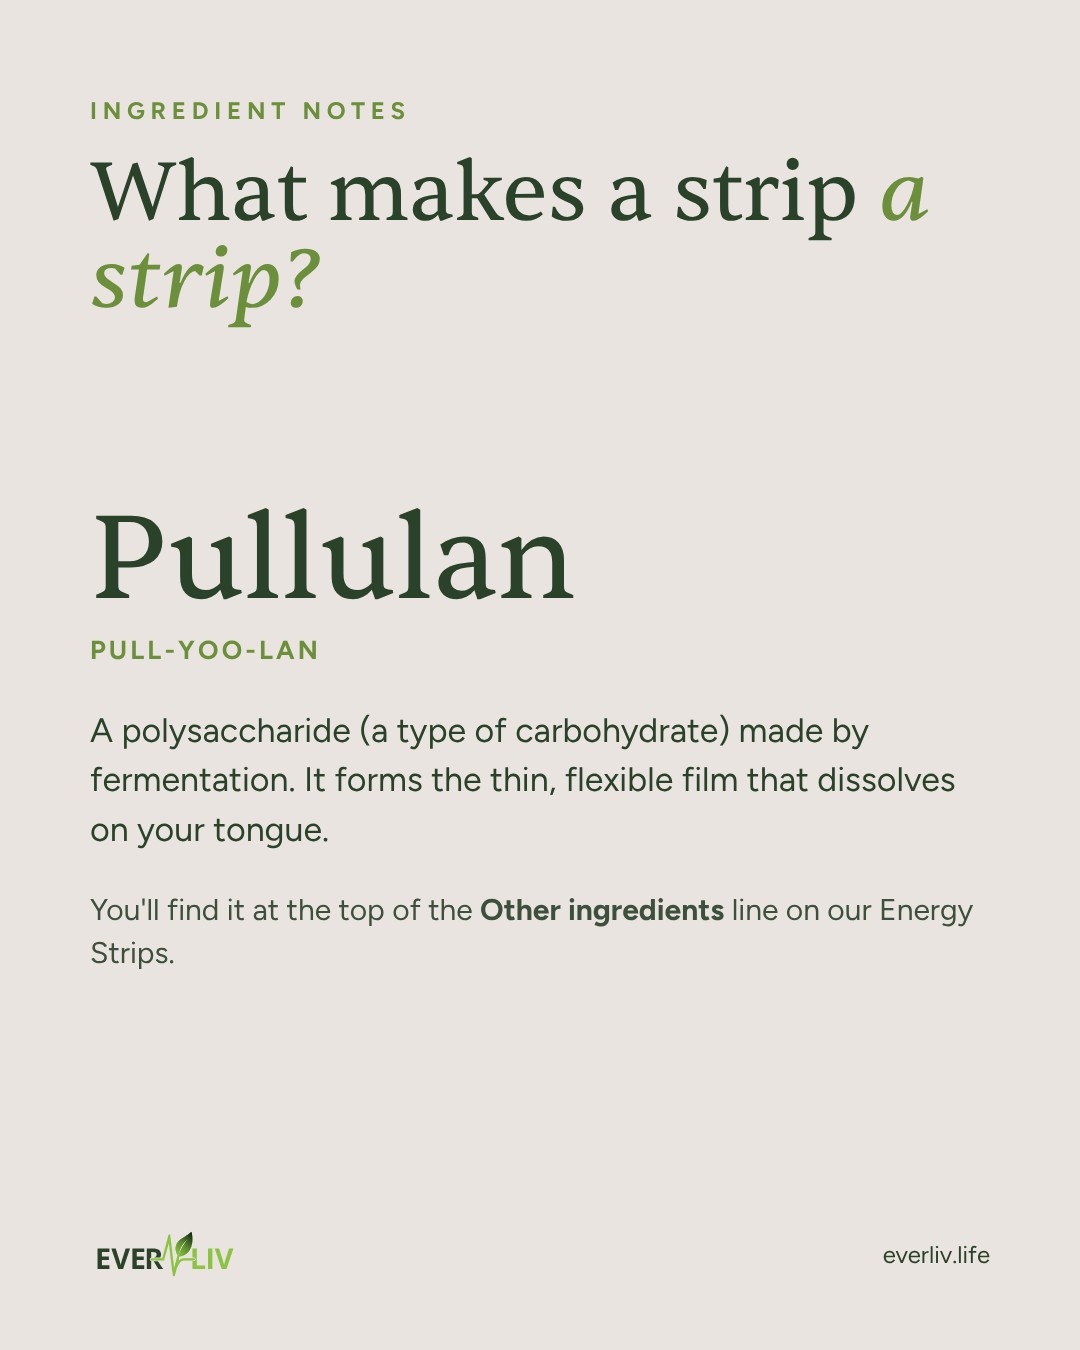 INGREDIENT NOTES
What makes a strip a
strip?
Pullulan
PULL-YOO-LAN
A polysaccharide (a type of carbohydrate) made by
fermentation. It forms the thin, flexible film that dissolves
on your tongue.
You'll find it at the top of the Other ingredients line on our Energy
Strips.
EVERLIV
everliv.life